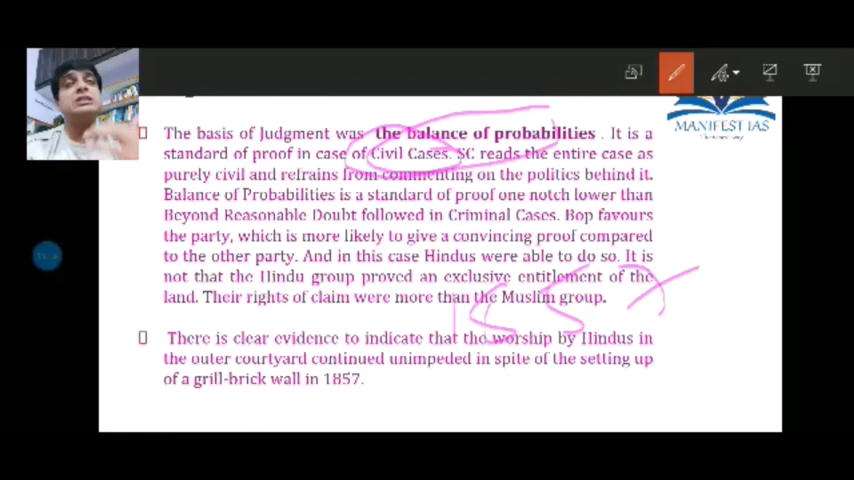 MANIFEST IAS
The basis of Judgment was the balance of probabilities . It is a
standard of proof in case of Civil Cases. SC reads the entire case as
purely civil and refrains from commenting on the politics behind it.
Balance of Probabilities is a standard of proof one notch lower than
Beyond Reasonable Doubt followed in Criminal Cases. Bop favours
the party, which is more likely to give a convincing proof compared
to the other party. And in this case Hindus were able to do so. It is
not that the Hindu group proved an exclusive entitlement of the
land. Their rights of claim were more than the Muslim group.
1857
There is clear evidence to indicate that the worship by Hindus in
the outer courtyard continued unimpeded in spite of the setting up
of a grill-brick wall in 1857.